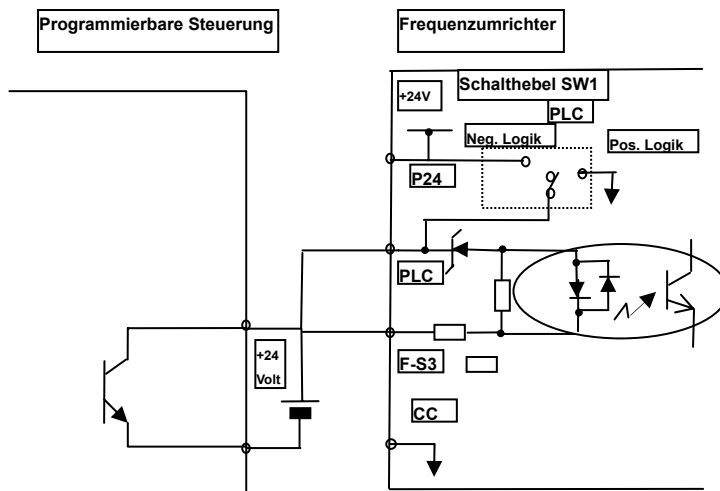 Programmierbare Steuerung
Frequenzumrichter
Schalthebel SW1
+24V
PLC
Neg. Logik
Pos. Logik
P24
PLC
+24
Volt
F-S3
CC